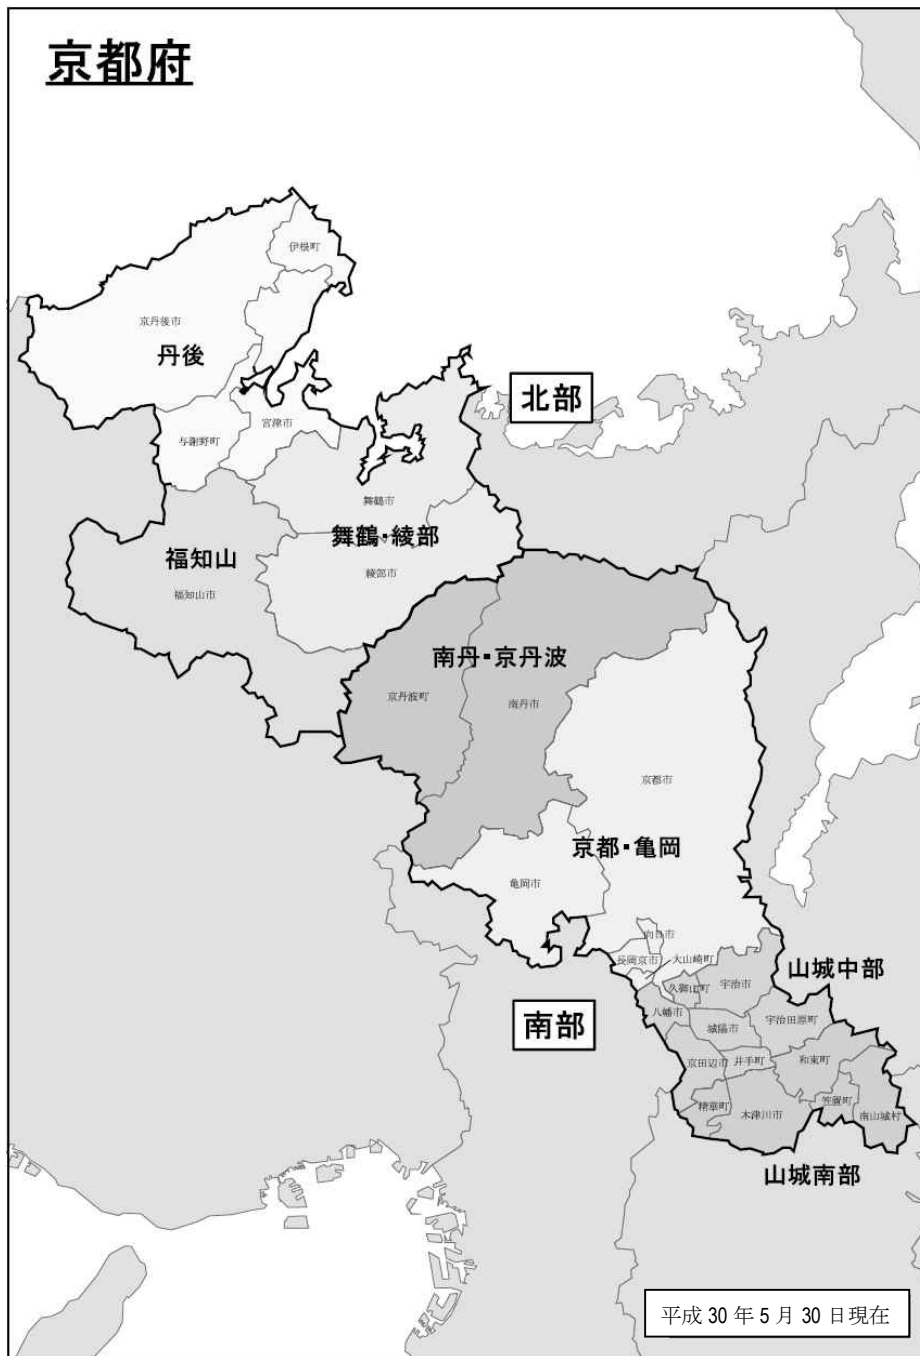 京都府
伊根町
京丹後市
丹後
北部
宮津市
与謝野町
舞鶴市
舞鶴・綾部
福知山
綾部市
福知山市
南丹・京丹波
京丹波町
南丹市
京都市
京都・亀岡
亀岡市
向日市
長岡京市
大山崎町
山城中部
久御山町
宇治市
八幡市
南部
城陽市
宇治田原町
京田辺市
井手町
和束町
精華町
木津川市
笠置町
南山城村
山城南部
平成30年5月30日現在